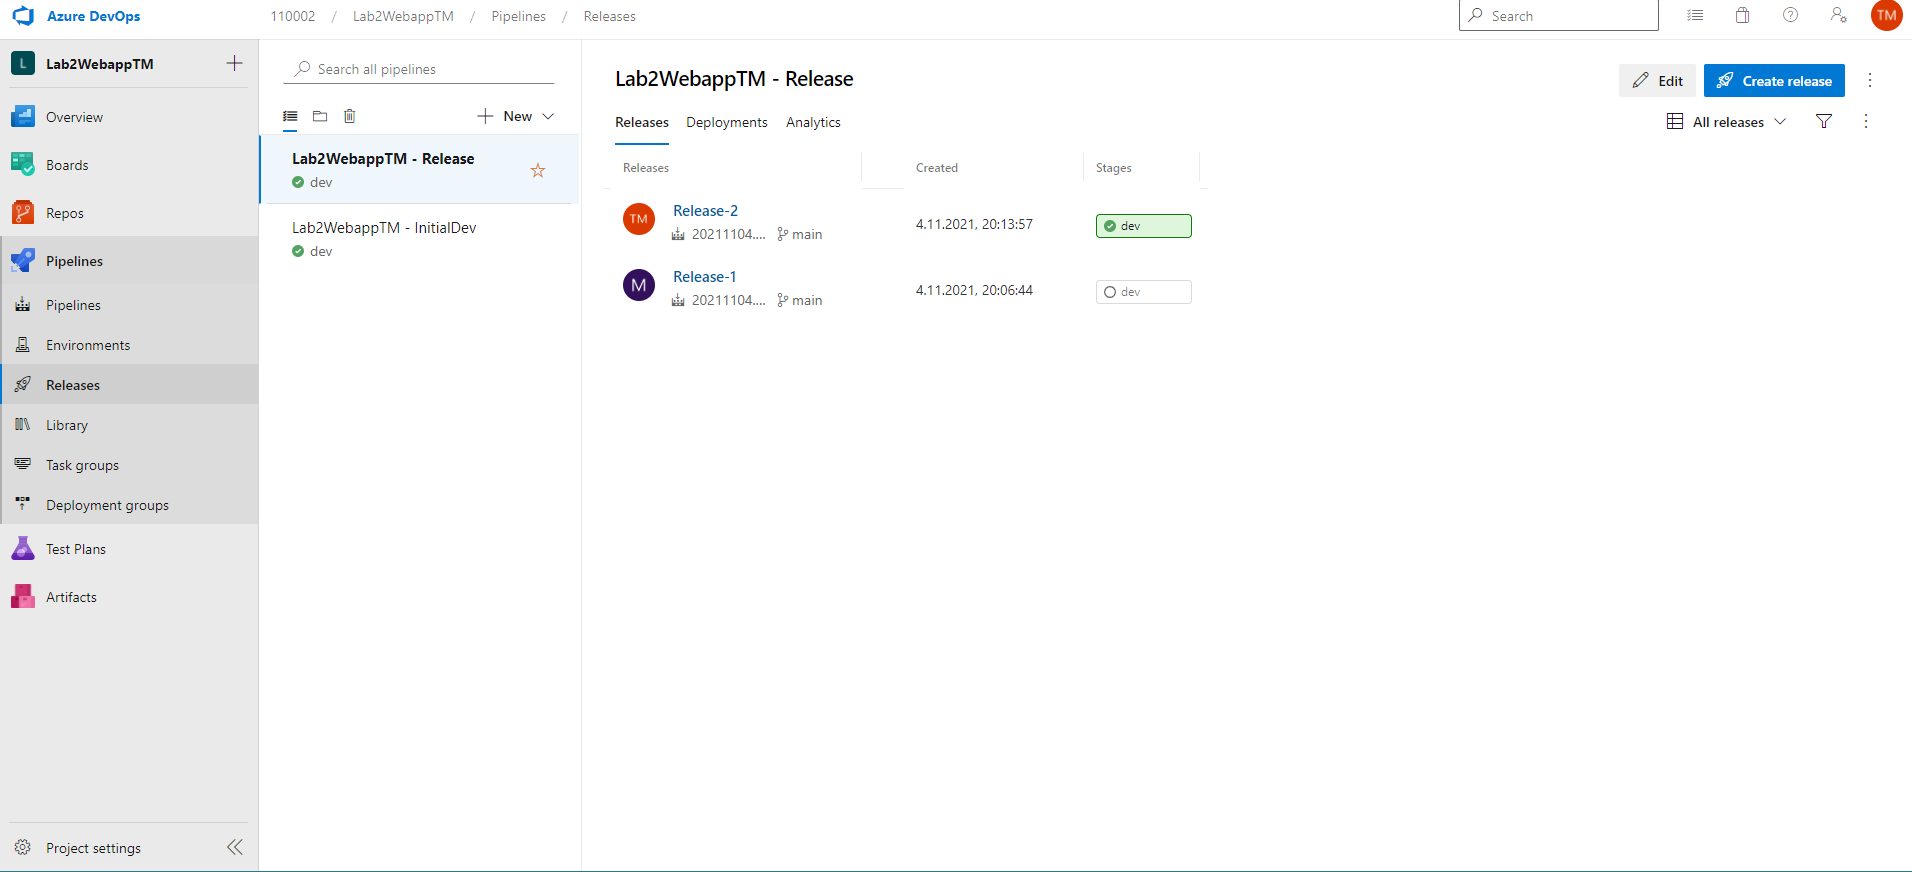 Azure DevOps
110002 / Lab2WebappTM / Pipelines / Releases
Search
TM
L Lab2WebappTM
Overview
Boards
Repos
Pipelines
Pipelines
Environments
Releases
Library
Task groups
Deployment groups
Test Plans
Artifacts
Project settings
Search all pipelines
New
Lab2WebappTM - Release
dev
Lab2WebappTM - InitialDev
dev
Lab2WebappTM - Release
Edit
Create release
Releases Deployments Analytics
All releases
Releases Created Stages
TM Release-2 4.11.2021, 20:13:57 dev
20211104.... main
M Release-1 4.11.2021, 20:06:44 dev
20211104.... main